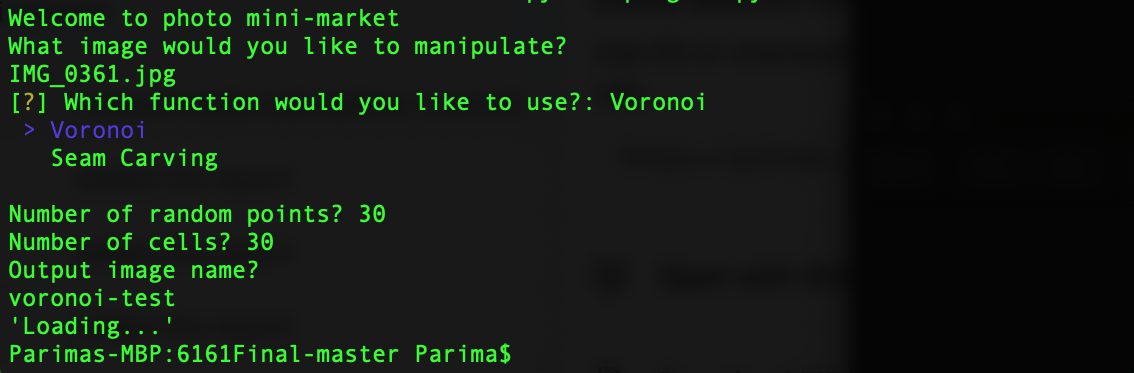 Welcome to photo mini-market
What image would you like to manipulate?
IMG_0361.jpg
[?] Which function would you like to use?: Voronoi
> Voronoi
Seam Carving
Number of random points? 30
Number of cells? 30
Output image name?
voronoi-test
'Loading...'
Parimas-MBP:6161Final-master Parima$